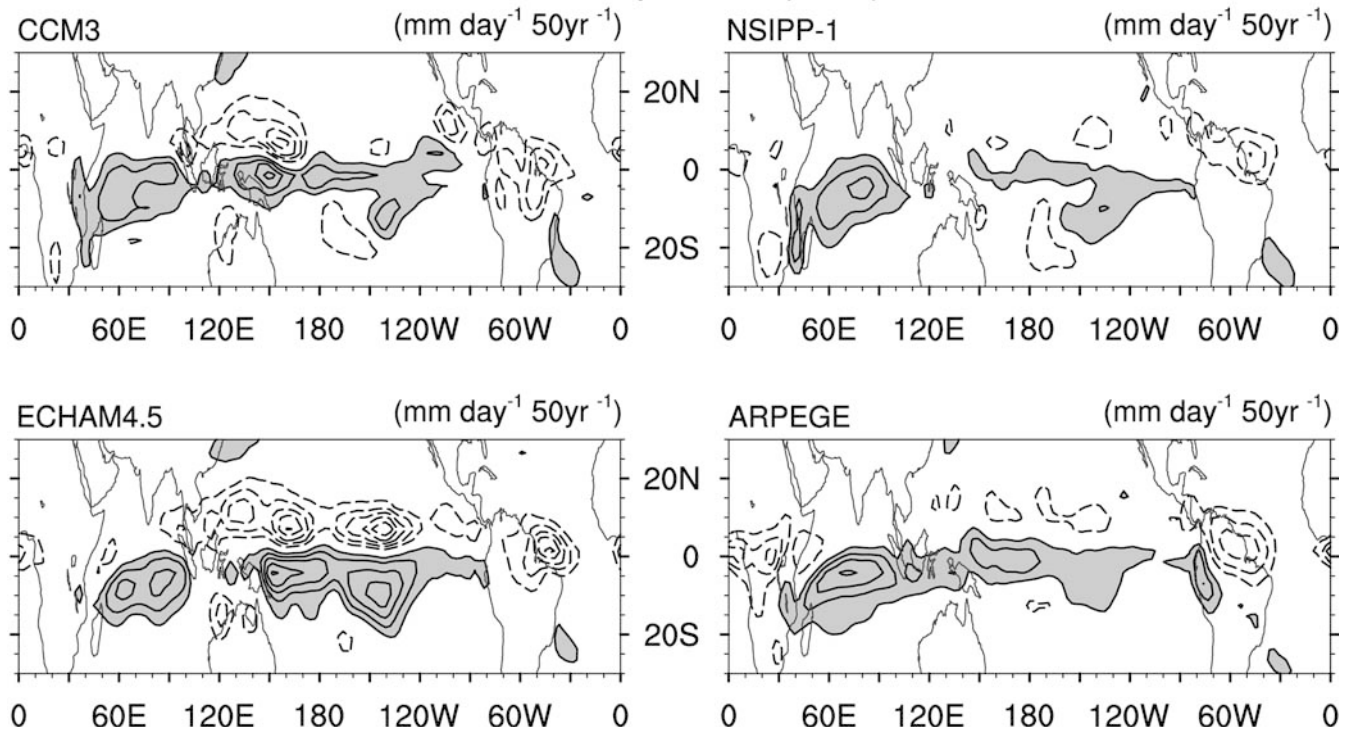 CCM3 (mm day⁻¹ 50yr ⁻¹)
NSIPP-1 (mm day⁻¹ 50yr ⁻¹)
20N
0
20S
20N
0
20S
0 60E 120E 180 120W 60W 0
0 60E 120E 180 120W 60W 0
ECHAM4.5 (mm day⁻¹ 50yr ⁻¹)
ARPEGE (mm day⁻¹ 50yr ⁻¹)
20N
0
20S
0 60E 120E 180 120W 60W 0
0 60E 120E 180 120W 60W 0